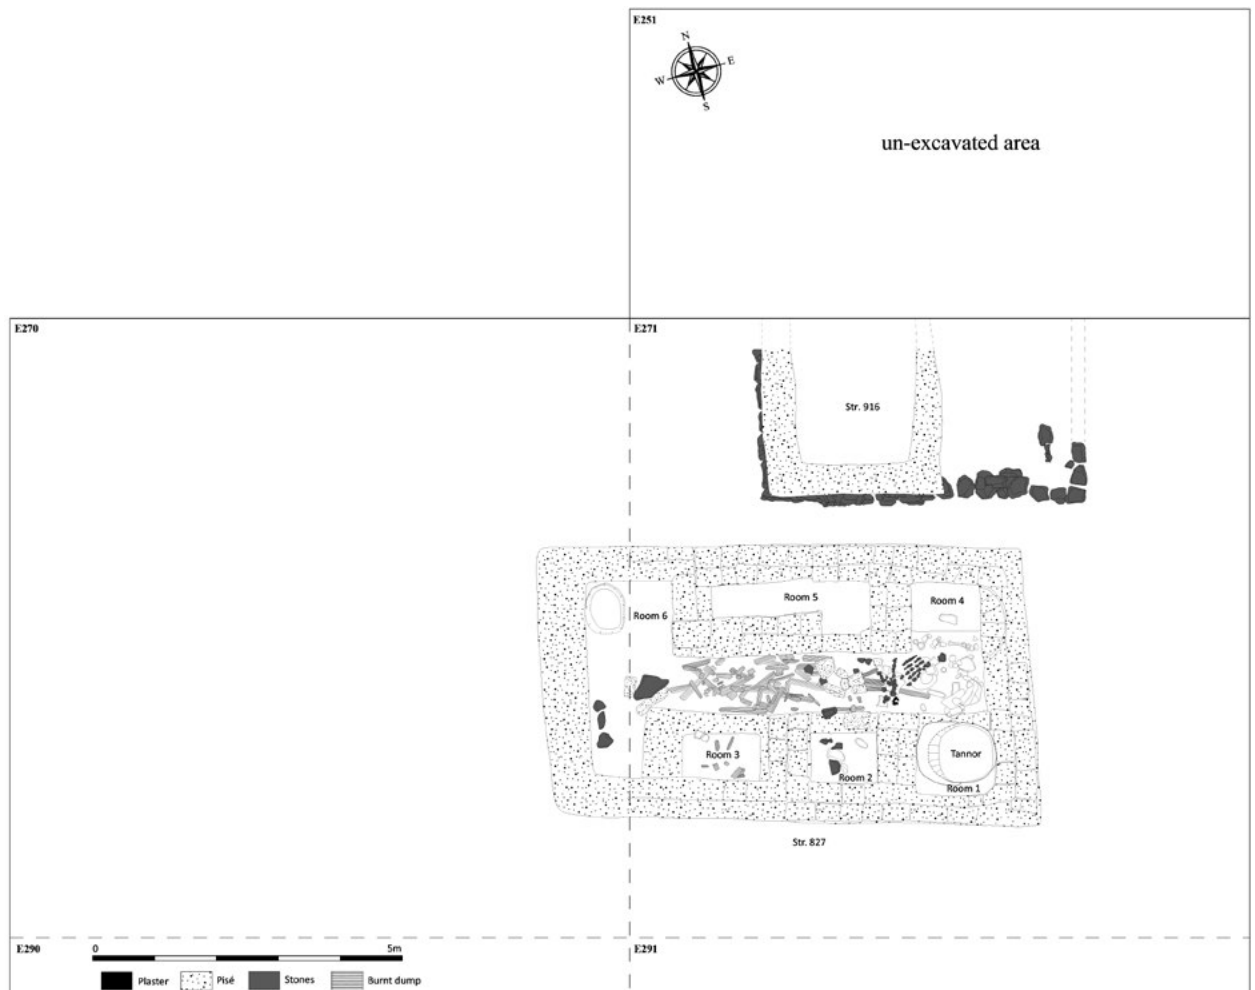 E251
N
E
W
S
un-excavated area
E270
E271
Str. 916
Room 5
Room 4
Room 6
Room 3
Room 2
Tannor
Room 1
Str. 827
E290
0
5m
E291
Plaster
Pisé
Stones
Burnt dump